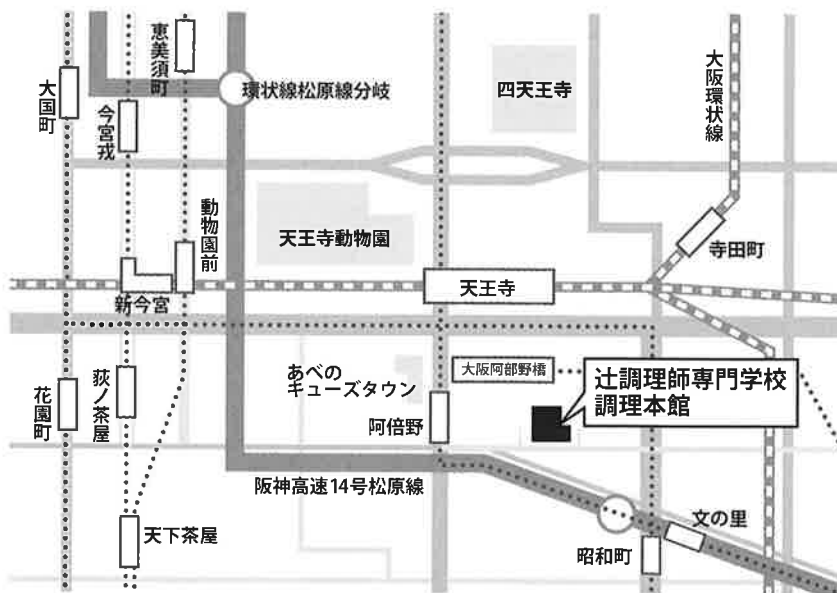 恵美須町
大国町
今宮戎
環状線松原線分岐
四天王寺
大阪環状線
動物園前
天王寺動物園
寺田町
新今宮
天王寺
あべの
キューズタウン
大阪阿部野橋
辻調理師専門学校
調理本館
花園町
荻ノ茶屋
阿倍野
阪神高速14号松原線
天下茶屋
文の里
昭和町